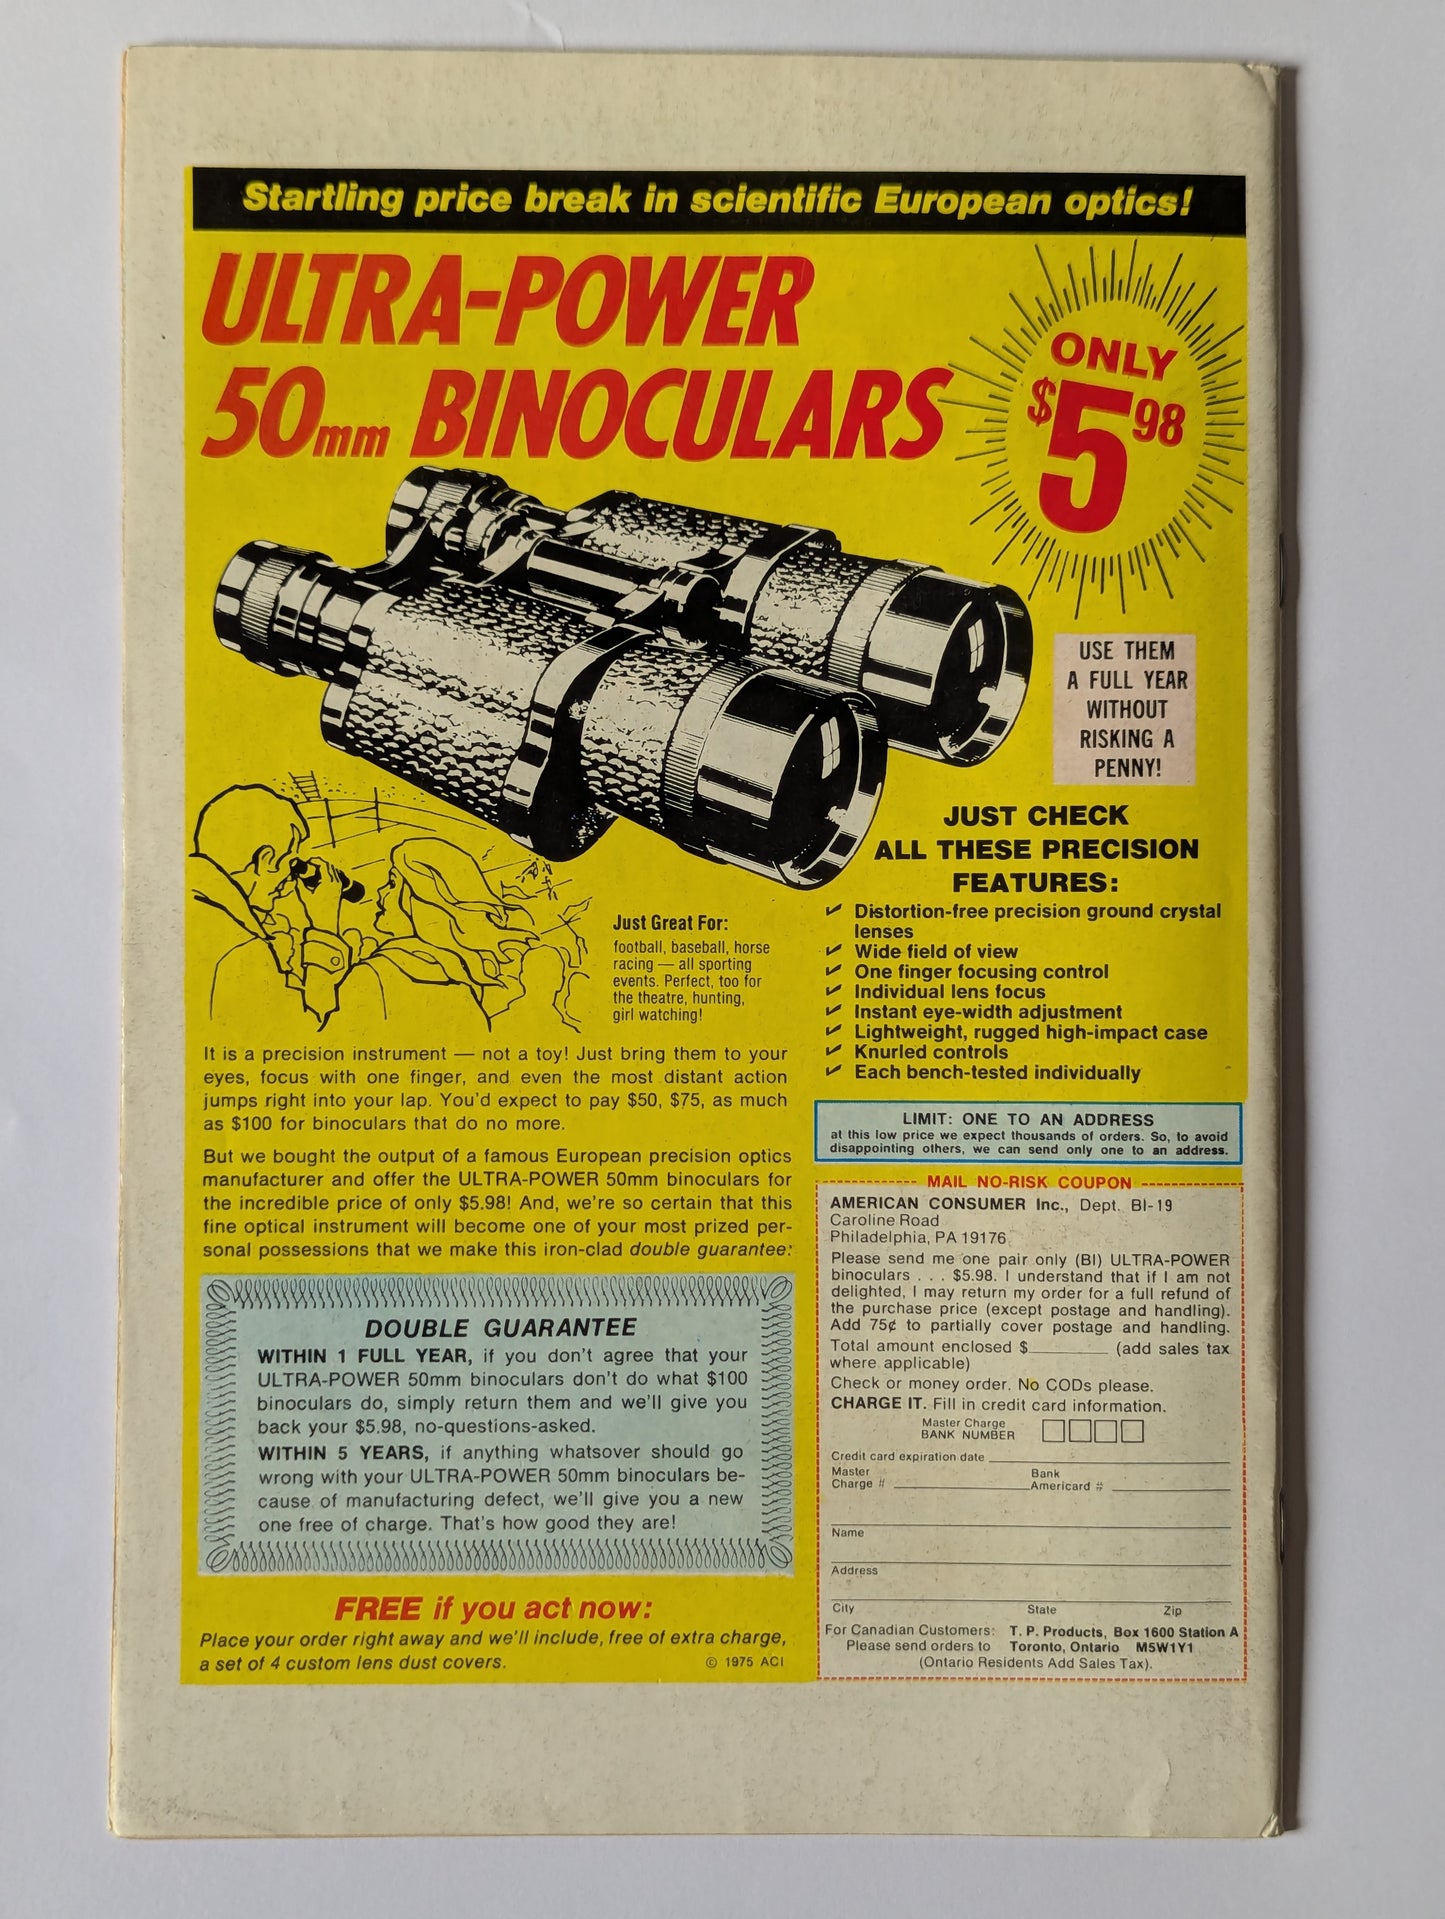 Startling price break in scientific European optics!
ULTRA-POWER
50mm BINOCULARS
ONLY
$5 98
USE THEM
A FULL YEAR
WITHOUT
RISKING A
PENNY!
JUST CHECK
ALL THESE PRECISION
FEATURES:
✓ Distortion-free precision ground crystal
lenses
✓ Wide field of view
✓ One finger focusing control
✓ Individual lens focus
✓ Instant eye-width adjustment
✓ Lightweight, rugged high-impact case
✓ Knurled controls
✓ Each bench-tested individually
Just Great For:
football, baseball, horse
racing — all sporting
events. Perfect, too for
the theatre, hunting,
girl watching!
It is a precision instrument — not a toy! Just bring them to your
eyes, focus with one finger, and even the most distant action
jumps right into your lap. You'd expect to pay $50, $75, as much
as $100 for binoculars that do no more.
But we bought the output of a famous European precision optics
manufacturer and offer the ULTRA-POWER 50mm binoculars for
the incredible price of only $5.98! And, we're so certain that this
fine optical instrument will become one of your most prized per-
sonal possessions that we make this iron-clad double guarantee:
DOUBLE GUARANTEE
WITHIN 1 FULL YEAR, if you don't agree that your
ULTRA-POWER 50mm binoculars don't do what $100
binoculars do, simply return them and we'll give you
back your $5.98, no-questions-asked.
WITHIN 5 YEARS, if anything whatsover should go
wrong with your ULTRA-POWER 50mm binoculars be-
cause of manufacturing defect, we'll give you a new
one free of charge. That's how good they are!
FREE if you act now:
Place your order right away and we'll include, free of extra charge,
a set of 4 custom lens dust covers.
© 1975 ACI
LIMIT: ONE TO AN ADDRESS
at this low price we expect thousands of orders. So, to avoid
disappointing others, we can send only one to an address.
MAIL NO-RISK COUPON
AMERICAN CONSUMER Inc., Dept. BI-19
Caroline Road
Philadelphia, PA 19176
Please send me one pair only (BI) ULTRA-POWER
binoculars . . . $5.98. I understand that if I am not
delighted, I may return my order for a full refund of
the purchase price (except postage and handling).
Add 75¢ to partially cover postage and handling.
Total amount enclosed $________ (add sales tax
where applicable)
Check or money order. No CODs please.
CHARGE IT. Fill in credit card information.
Master Charge
BANK NUMBER
Credit card expiration date
Master Bank
Charge # Americard #
Name
Address
City State Zip
For Canadian Customers: T. P. Products, Box 1600 Station A
Please send orders to Toronto, Ontario M5W1Y1
(Ontario Residents Add Sales Tax).